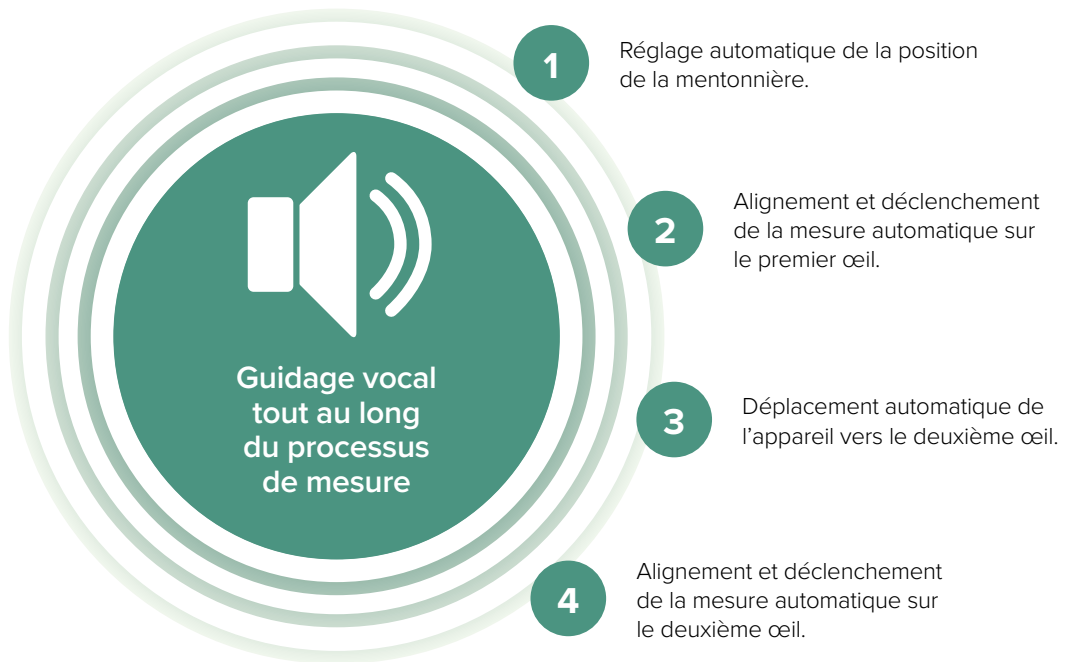 1
Réglage automatique de la position
de la mentonnière.
2
Alignement et déclenchement
de la mesure automatique sur
le premier œil.
Guidage vocal
tout au long
du processus
de mesure
3
Déplacement automatique de
l’appareil vers le deuxième œil.
4
Alignement et déclenchement
de la mesure automatique sur
le deuxième œil.